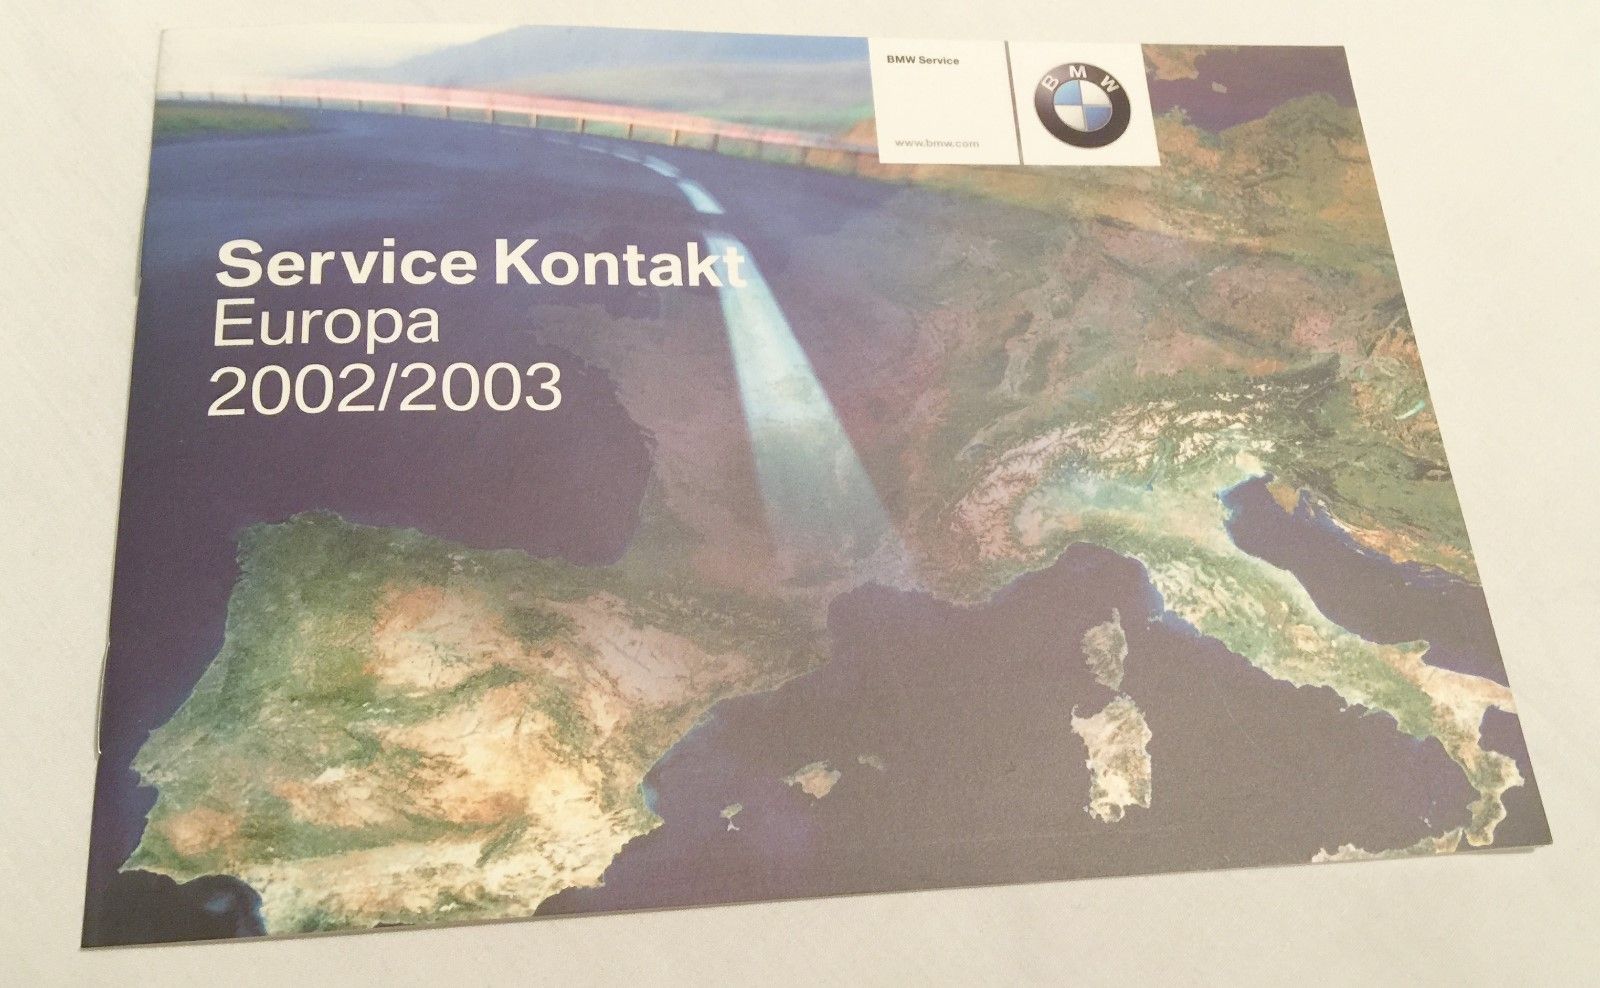 BMW Service
BMW
www.bmw.com
Service Kontakt
Europa
2002/2003